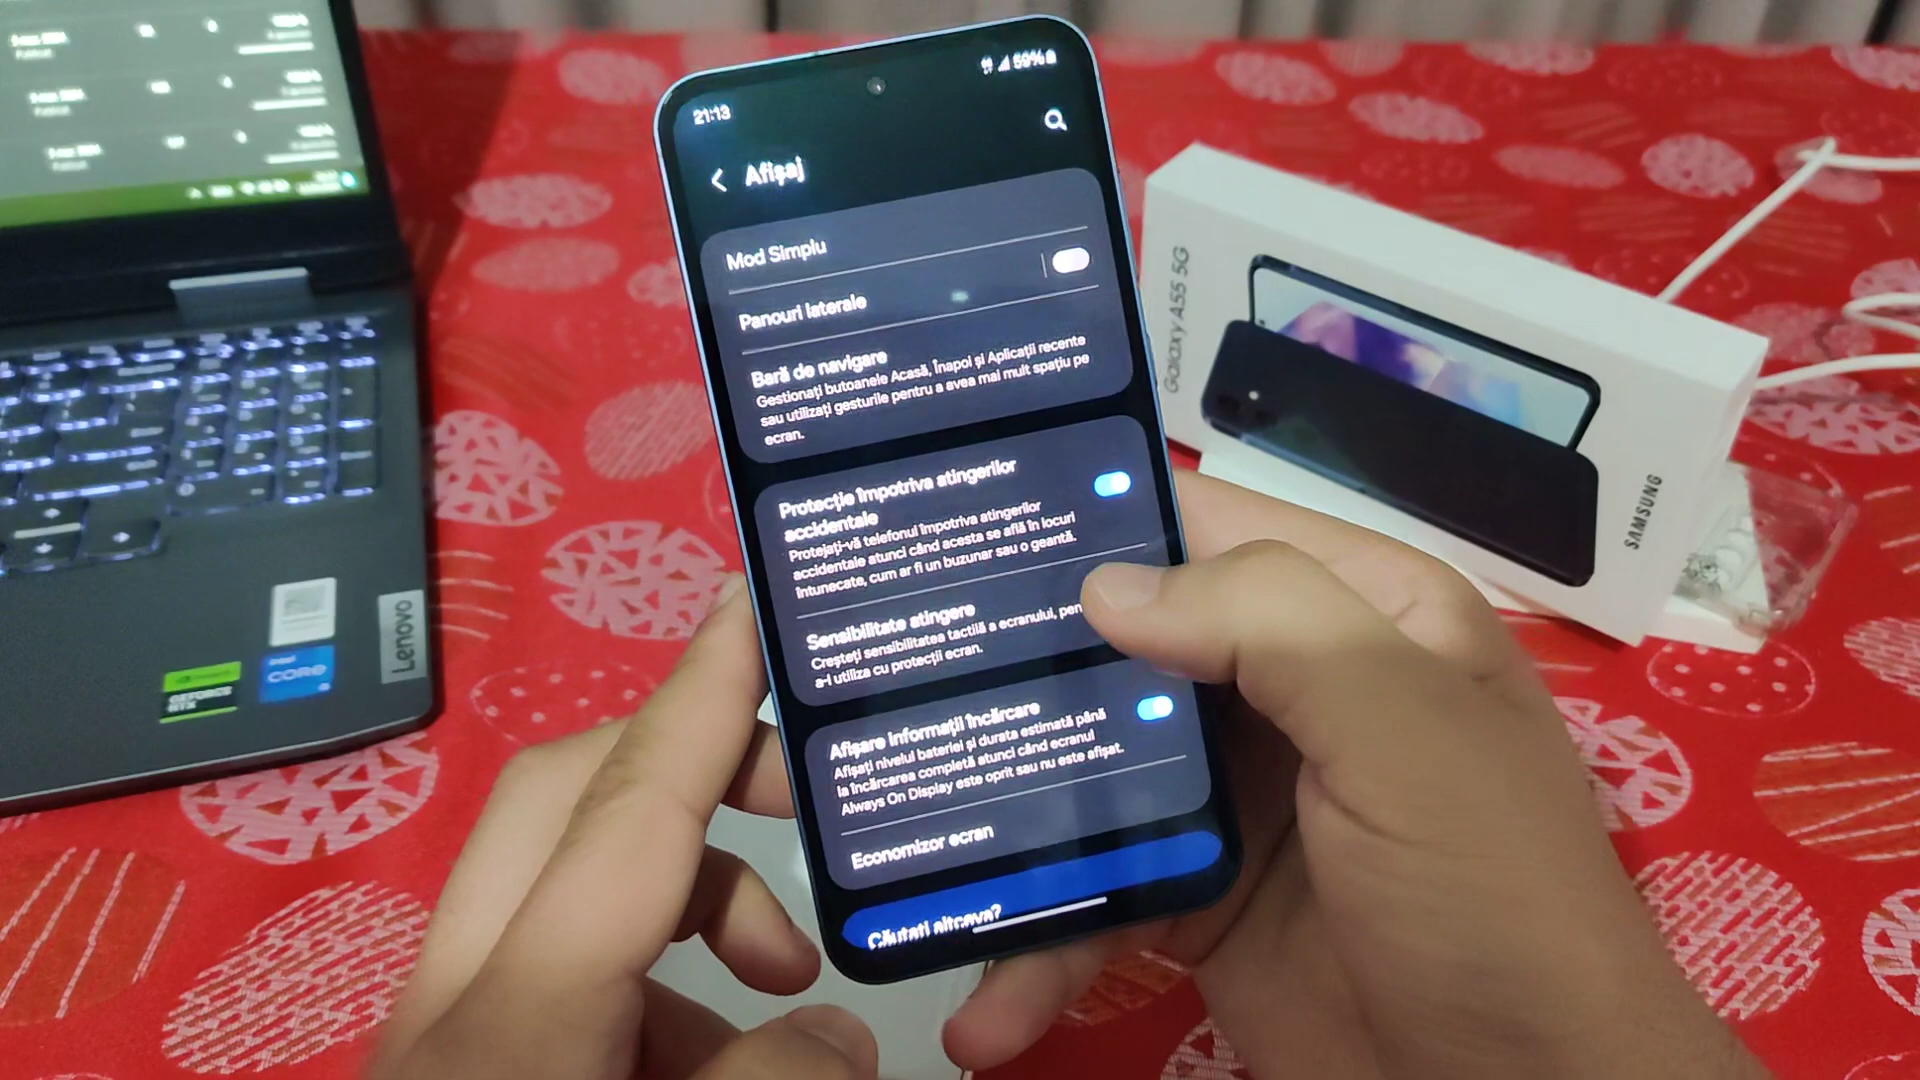 21:13
59%
Afișaj
Mod Simplu
Panouri laterale
Bară de navigare
Gestionați butoanele Acasă, Înapoi și Aplicații recente
sau utilizați gesturile pentru a avea mai mult spațiu pe
ecran.
Protecție împotriva atingerilor
accidentale
Protejați-vă telefonul împotriva atingerilor
accidentale atunci când acesta se află în locuri
întunecate, cum ar fi un buzunar sau o geantă.
Sensibilitate atingere
Creșteți sensibilitatea tactilă a ecranului, pen
a-l utiliza cu protecții ecran.
Afișare informații încărcare
Afișați nivelul bateriei și durata estimată până
la încărcarea completă atunci când ecranul
Always On Display este oprit sau nu este afișat.
Economizor ecran
Căutați altceva?
Galaxy A55 5G
SAMSUNG
Lenovo
intel
CORE
GEFORCE
RTX